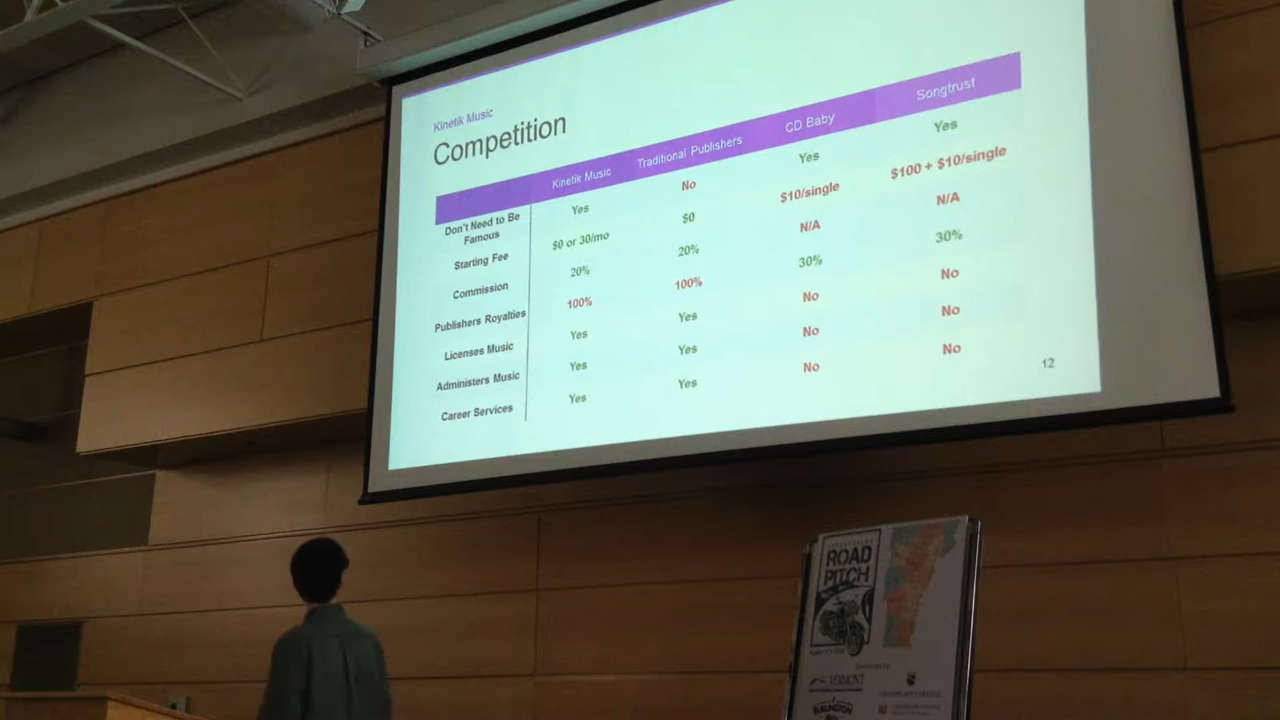 Kinetik Music
Competition
Kinetik Music Traditional Publishers CD Baby Songtrust
Don't Need to Be Famous Yes No Yes Yes
Starting Fee $0 or 30/mo $0 $10/single $100 + $10/single
Commission 20% 20% N/A N/A
Publishers Royalties 100% 100% 30% 30%
Licenses Music Yes Yes No No
Administers Music Yes Yes No No
Career Services Yes Yes No No
12
ROAD
PITCH
VERMONT
BURLINGTON